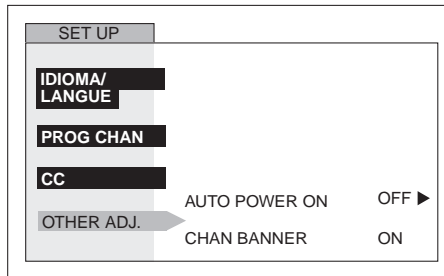 SET UP
IDIOMA/
LANGUE
PROG CHAN
CC
OTHER ADJ.
AUTO POWER ON OFF ▶
CHAN BANNER ON